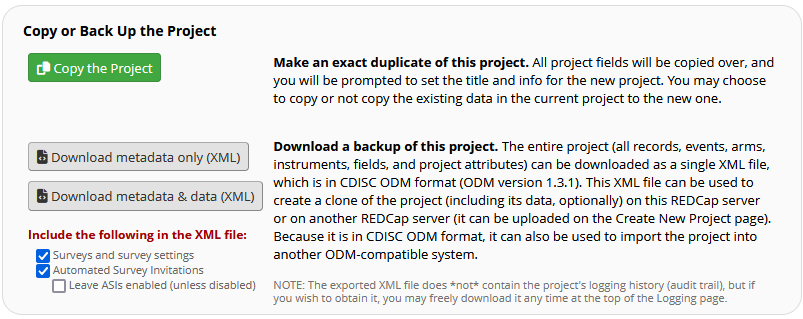 Copy or Back Up the Project
Copy the Project
Make an exact duplicate of this project. All project fields will be copied over, and
you will be prompted to set the title and info for the new project. You may choose
to copy or not copy the existing data in the current project to the new one.
Download metadata only (XML)
Download metadata & data (XML)
Include the following in the XML file:
Surveys and survey settings
Automated Survey Invitations
Leave ASIs enabled (unless disabled)
Download a backup of this project. The entire project (all records, events, arms,
instruments, fields, and project attributes) can be downloaded as a single XML file,
which is in CDISC ODM format (ODM version 1.3.1). This XML file can be used to
create a clone of the project (including its data, optionally) on this REDCap server
or on another REDCap server (it can be uploaded on the Create New Project page).
Because it is in CDISC ODM format, it can also be used to import the project into
another ODM-compatible system.
NOTE: The exported XML file does *not* contain the project's logging history (audit trail), but if
you wish to obtain it, you may freely download it any time at the top of the Logging page.